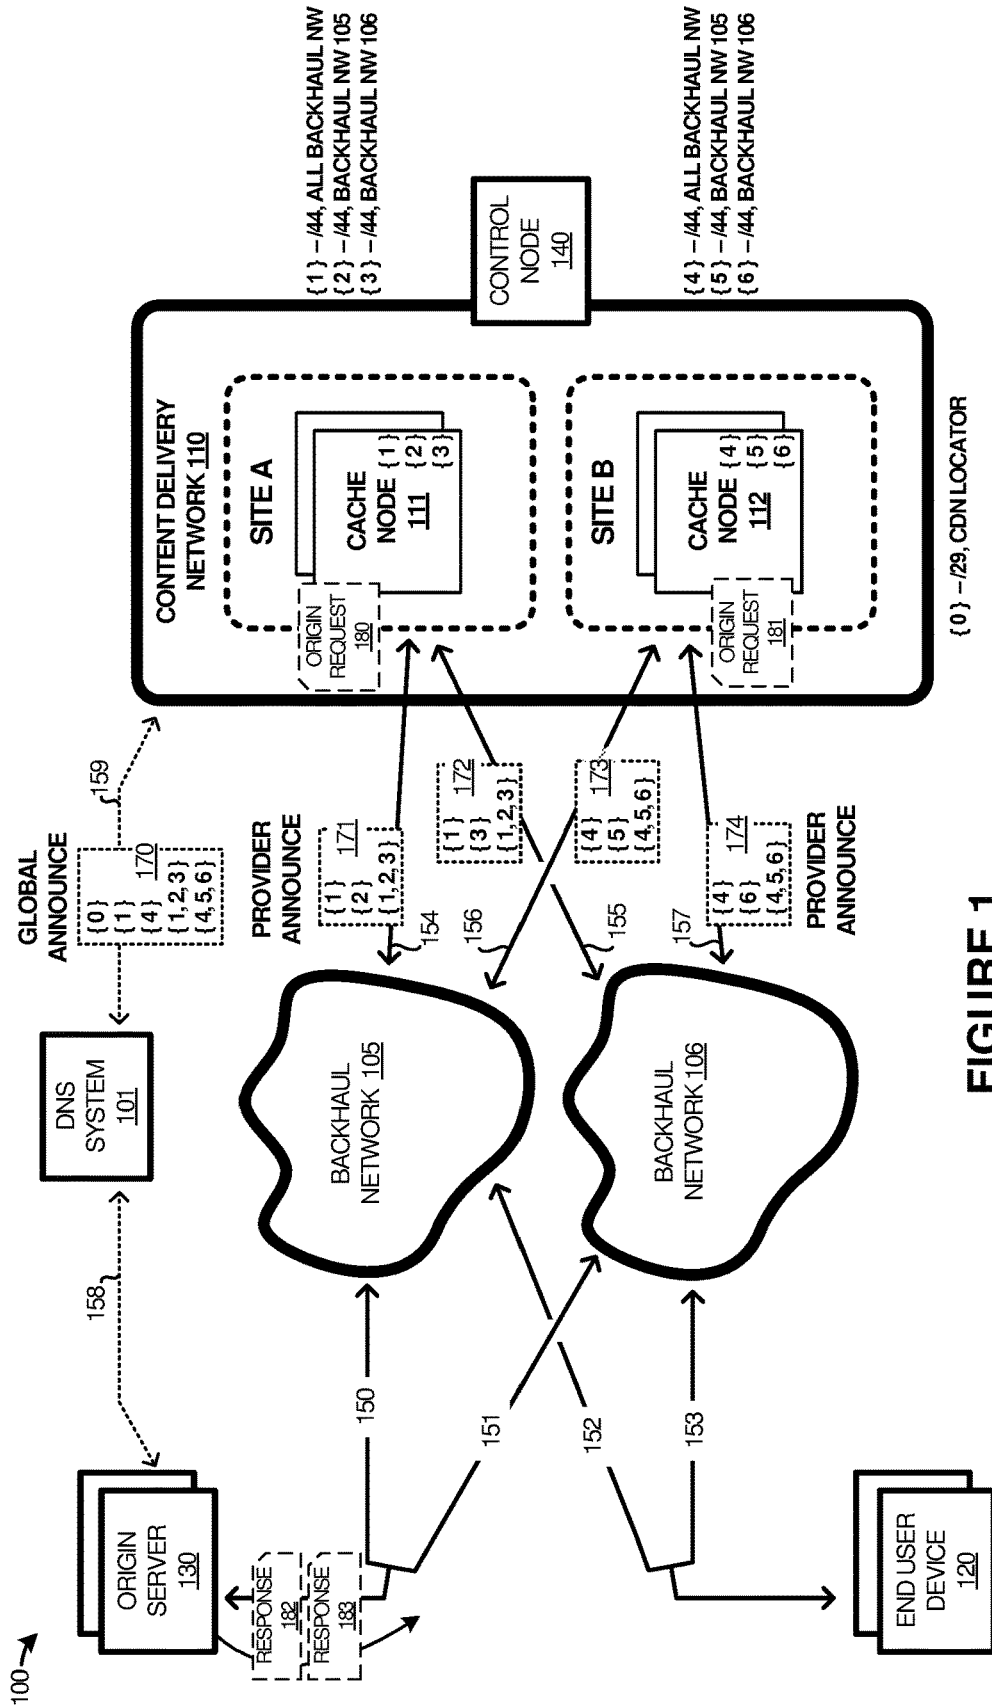 100
ORIGIN
SERVER
130
RESPONSE
182
RESPONSE
183
END USER
DEVICE
120
158
150
151
152
153
DNS
SYSTEM
101
BACKHAUL
NETWORK 105
BACKHAUL
NETWORK 106
GLOBAL
ANNOUNCE
{ 0 }
{ 1 }
{ 4 }
{ 1, 2, 3 }
{ 4, 5, 6 }
170
159
PROVIDER
ANNOUNCE
{ 1 }
{ 2 }
{ 1, 2, 3 }
171
154
{ 1 }
{ 3 }
{ 1, 2, 3 }
172
156
{ 4 }
{ 5 }
{ 4, 5, 6 }
173
155
{ 4 }
{ 6 }
{ 4, 5, 6 }
174
157
PROVIDER
ANNOUNCE
CONTENT DELIVERY
NETWORK 110
SITE A
CACHE
NODE
111
{ 1 }
{ 2 }
{ 3 }
ORIGIN
REQUEST
180
SITE B
CACHE
NODE
112
{ 4 }
{ 5 }
{ 6 }
ORIGIN
REQUEST
181
CONTROL
NODE
140
{ 1 } – /44, ALL BACKHAUL NW
{ 2 } – /44, BACKHAUL NW 105
{ 3 } – /44, BACKHAUL NW 106
{ 4 } – /44, ALL BACKHAUL NW
{ 5 } – /44, BACKHAUL NW 105
{ 6 } – /44, BACKHAUL NW 106
{ 0 } – /29, CDN LOCATOR
FIGURE 1